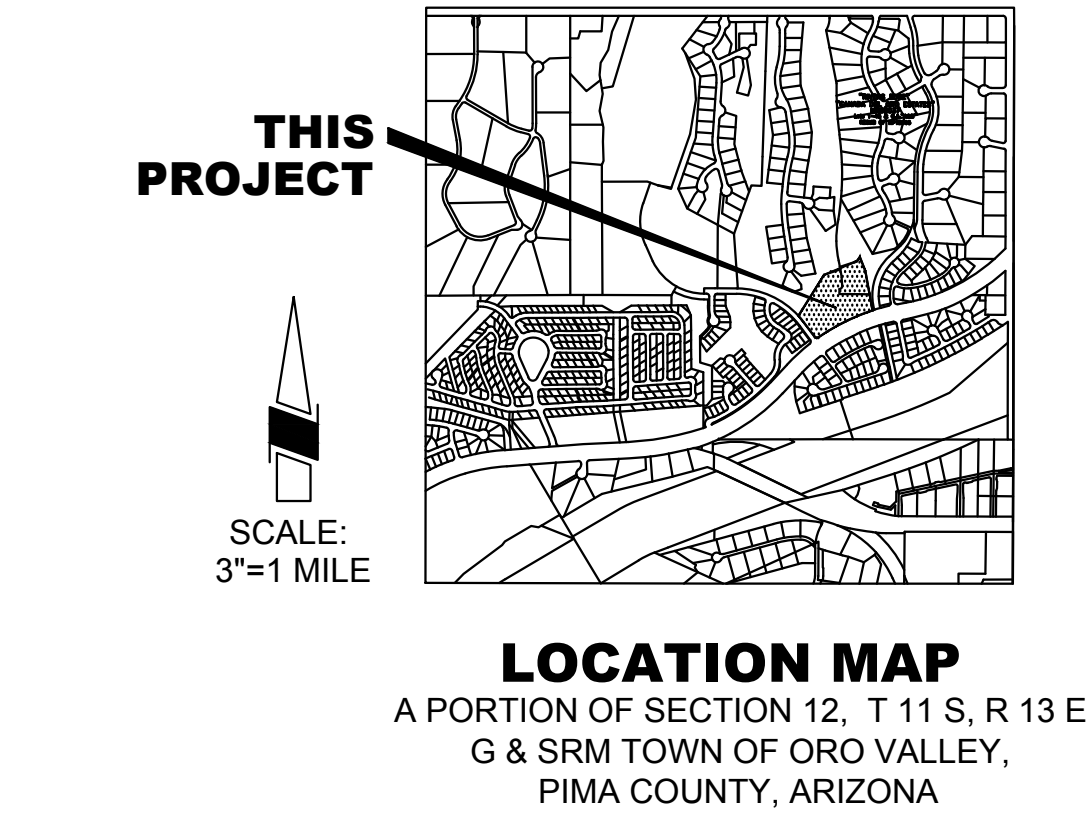 THIS
PROJECT
SCALE:
3"=1 MILE
LOCATION MAP
A PORTION OF SECTION 12, T 11 S, R 13 E
G & SRM TOWN OF ORO VALLEY,
PIMA COUNTY, ARIZONA